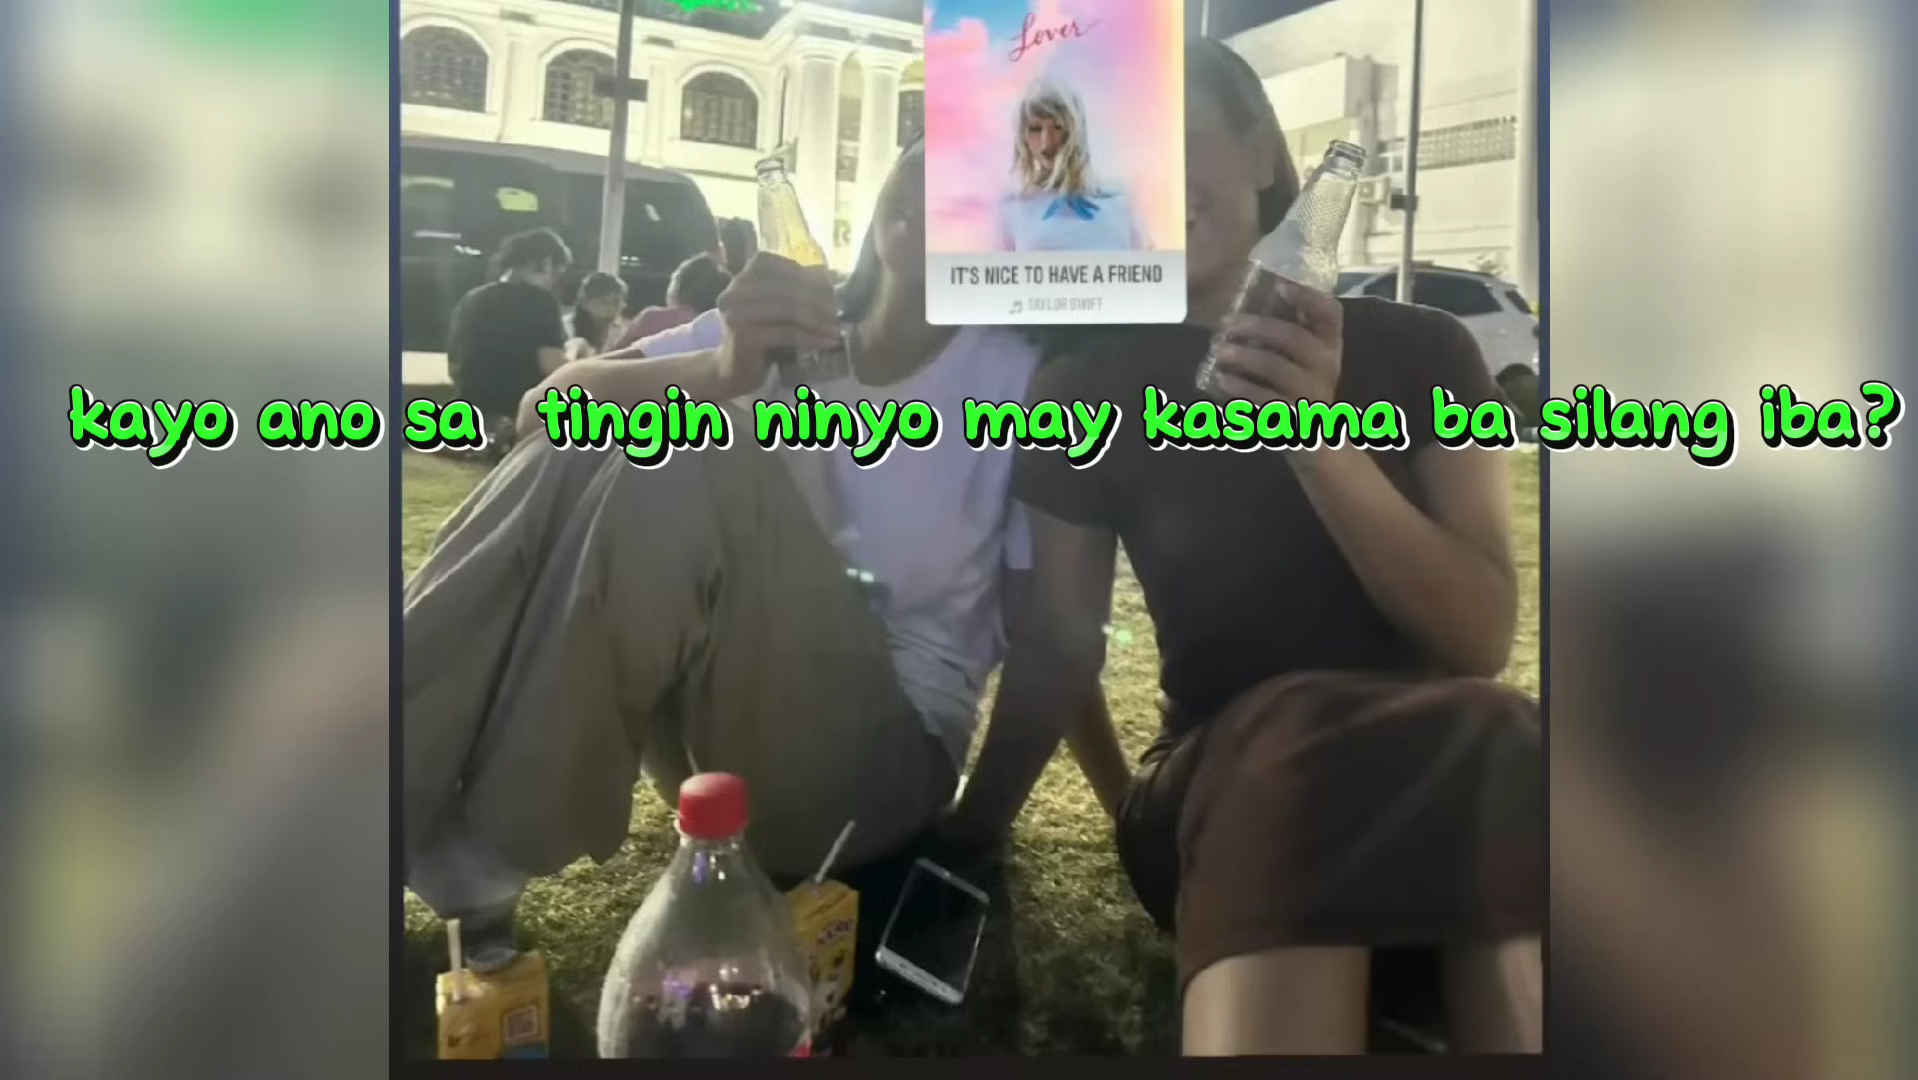 Lover
IT'S NICE TO HAVE A FRIEND
TAYLOR SWIFT
kayo ano sa tingin ninyo may kasama ba silang iba?